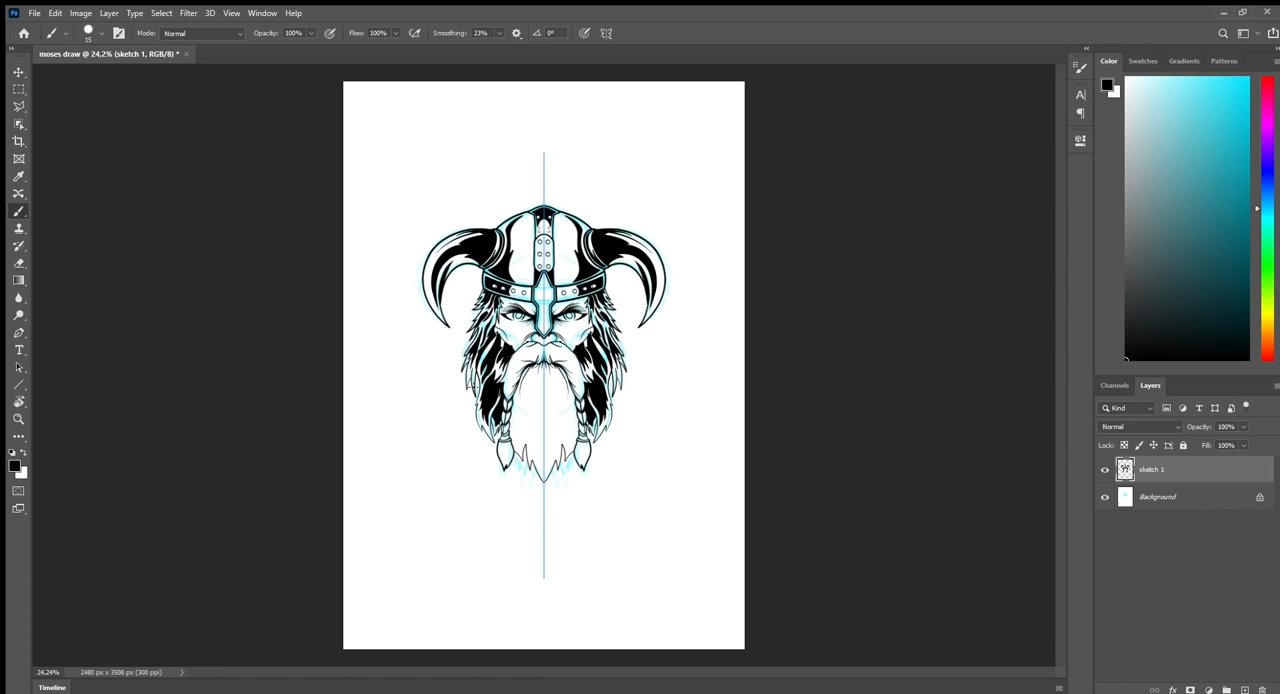 Ps File Edit Image Layer Type Select Filter 3D View Window Help
15 Mode: Normal Opacity: 100% Flow: 100% Smoothing: 23% 0°
moses draw @ 24,2% (sketch 1, RGB/8) * ×
Color Swatches Gradients Patterns
Channels Layers
Kind
Normal Opacity: 100%
Lock: Fill: 100%
sketch 1
Background
24,24% 2480 px x 3508 px (300 ppi)
Timeline